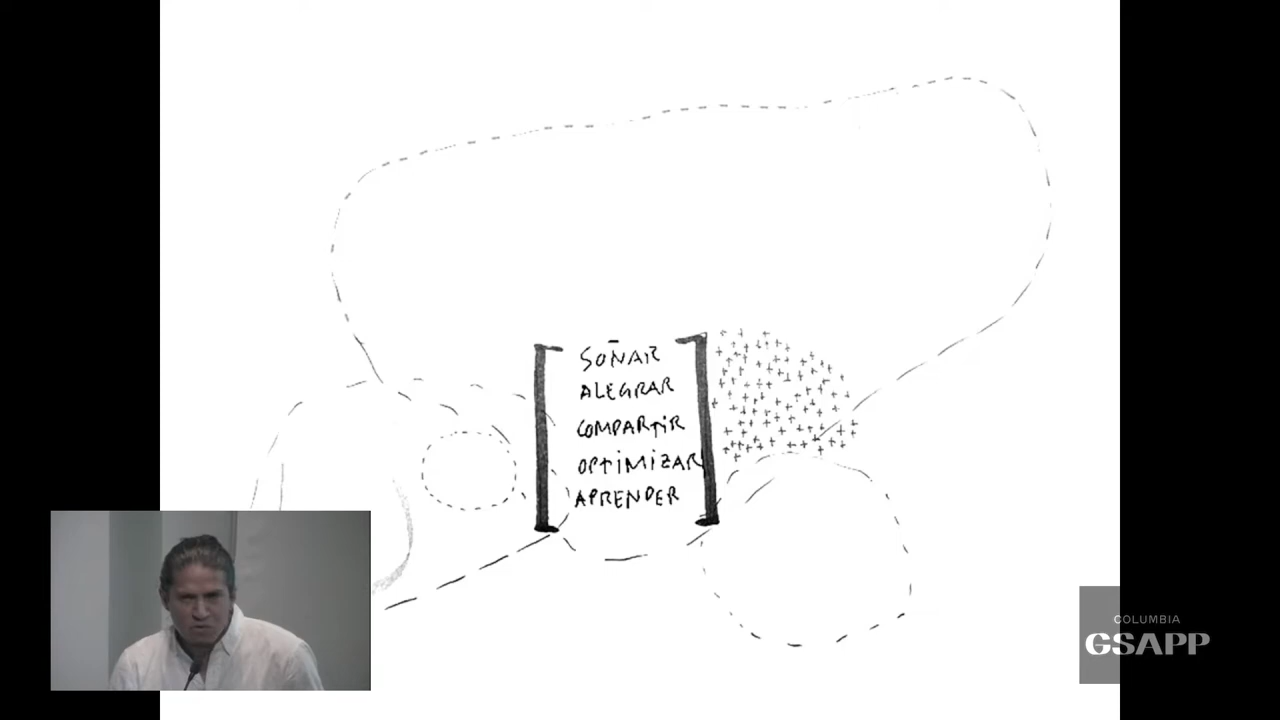 SOÑAR
ALEGRAR
COMPARTIR
OPTIMIZAR
APRENDER
COLUMBIA
GSAPP